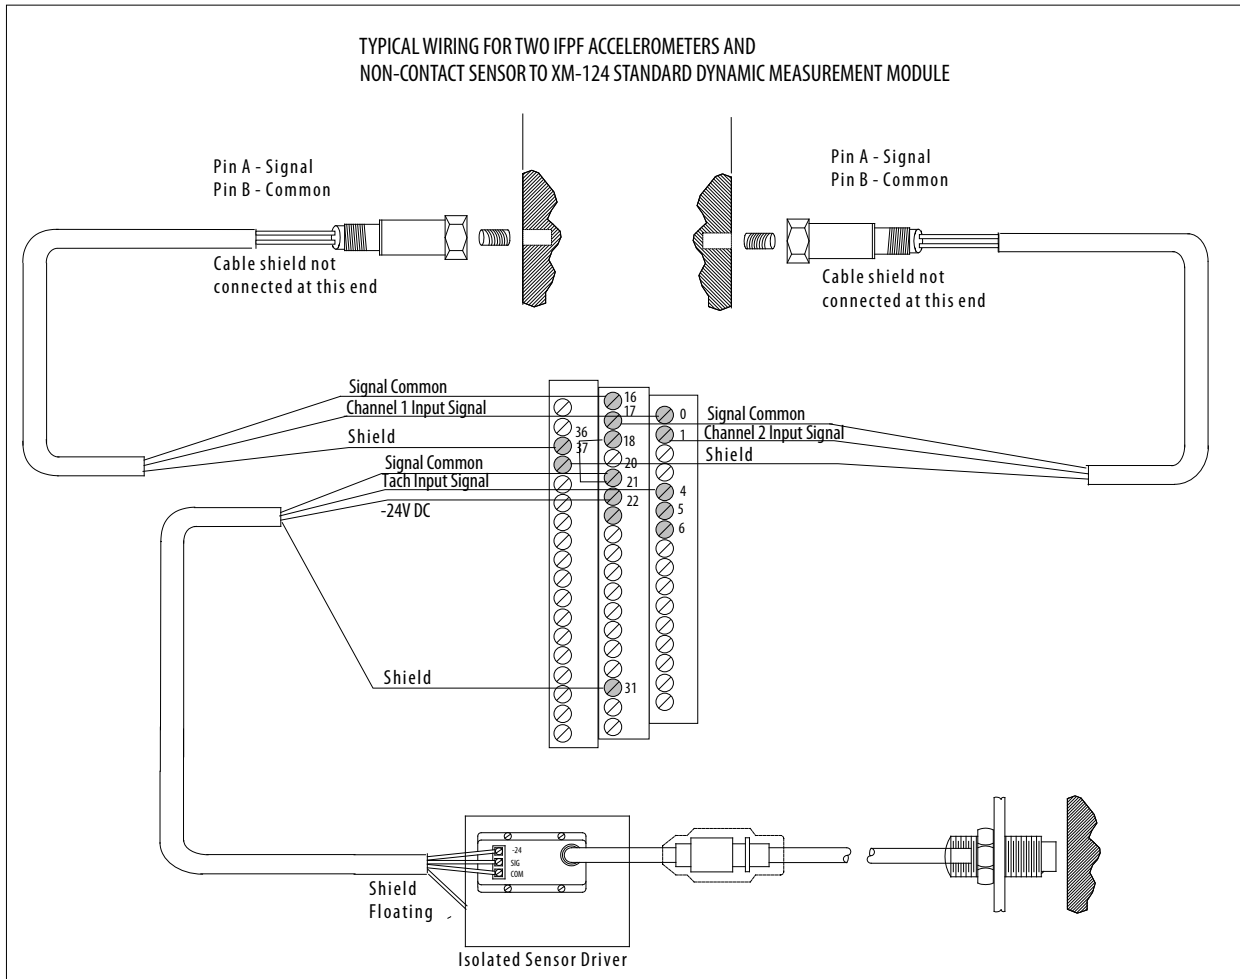 TYPICAL WIRING FOR TWO IFPF ACCELEROMETERS AND
NON-CONTACT SENSOR TO XM-124 STANDARD DYNAMIC MEASUREMENT MODULE
Pin A - Signal
Pin B - Common
Pin A - Signal
Pin B - Common
Cable shield not
connected at this end
Cable shield not
connected at this end
Signal Common
Channel 1 Input Signal
Shield
Signal Common
Tach Input Signal
-24V DC
Shield
36
37
16
17
18
20
21
22
31
0
1
4
5
6
Signal Common
Channel 2 Input Signal
Shield
-24
SIG
COM
Shield
Floating
Isolated Sensor Driver